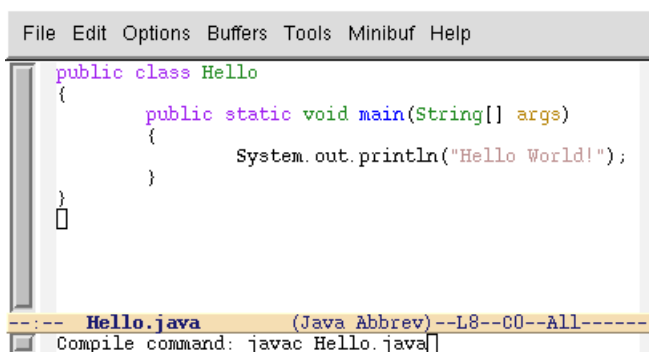 File Edit Options Buffers Tools Minibuf Help
public class Hello
{
        public static void main(String[] args)
        {
                System.out.println("Hello World!");
        }
}
--:--  Hello.java        (Java Abbrev)--L8--C0--All------
Compile command: javac Hello.java